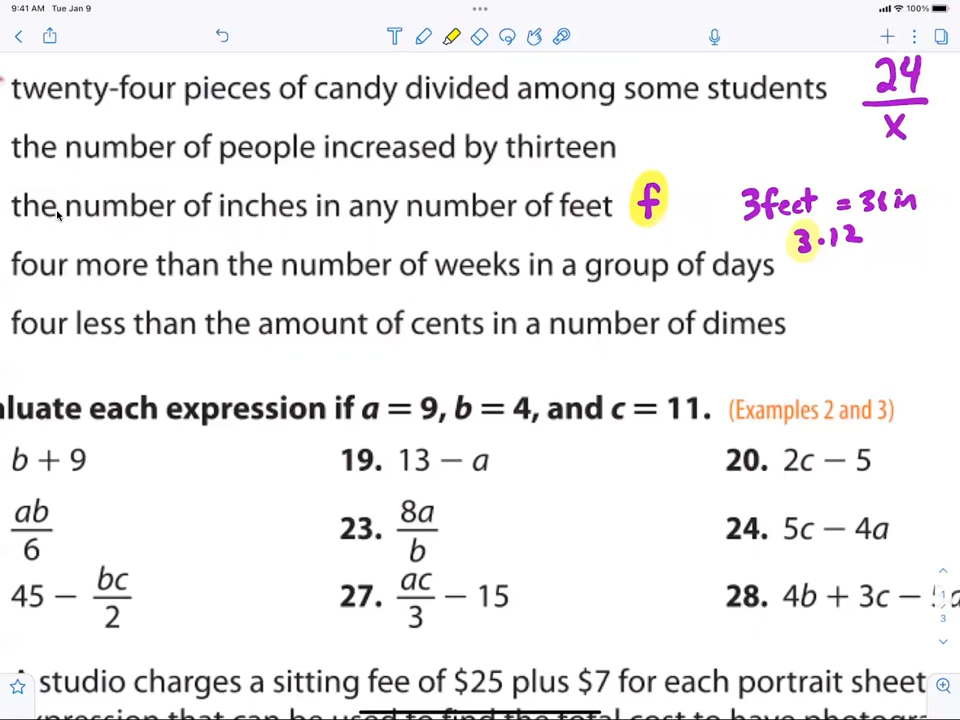 9:41 AM Tue Jan 9
100%
twenty-four pieces of candy divided among some students 24/x
the number of people increased by thirteen
the number of inches in any number of feet f 3feet = 36in
3·12
four more than the number of weeks in a group of days
four less than the amount of cents in a number of dimes
aluate each expression if a = 9, b = 4, and c = 11. (Examples 2 and 3)
b + 9 19. 13 − a 20. 2c − 5
ab/6 23. 8a/b 24. 5c − 4a
45 − bc/2 27. ac/3 − 15 28. 4b + 3c −
1
3
studio charges a sitting fee of $25 plus $7 for each portrait sheet